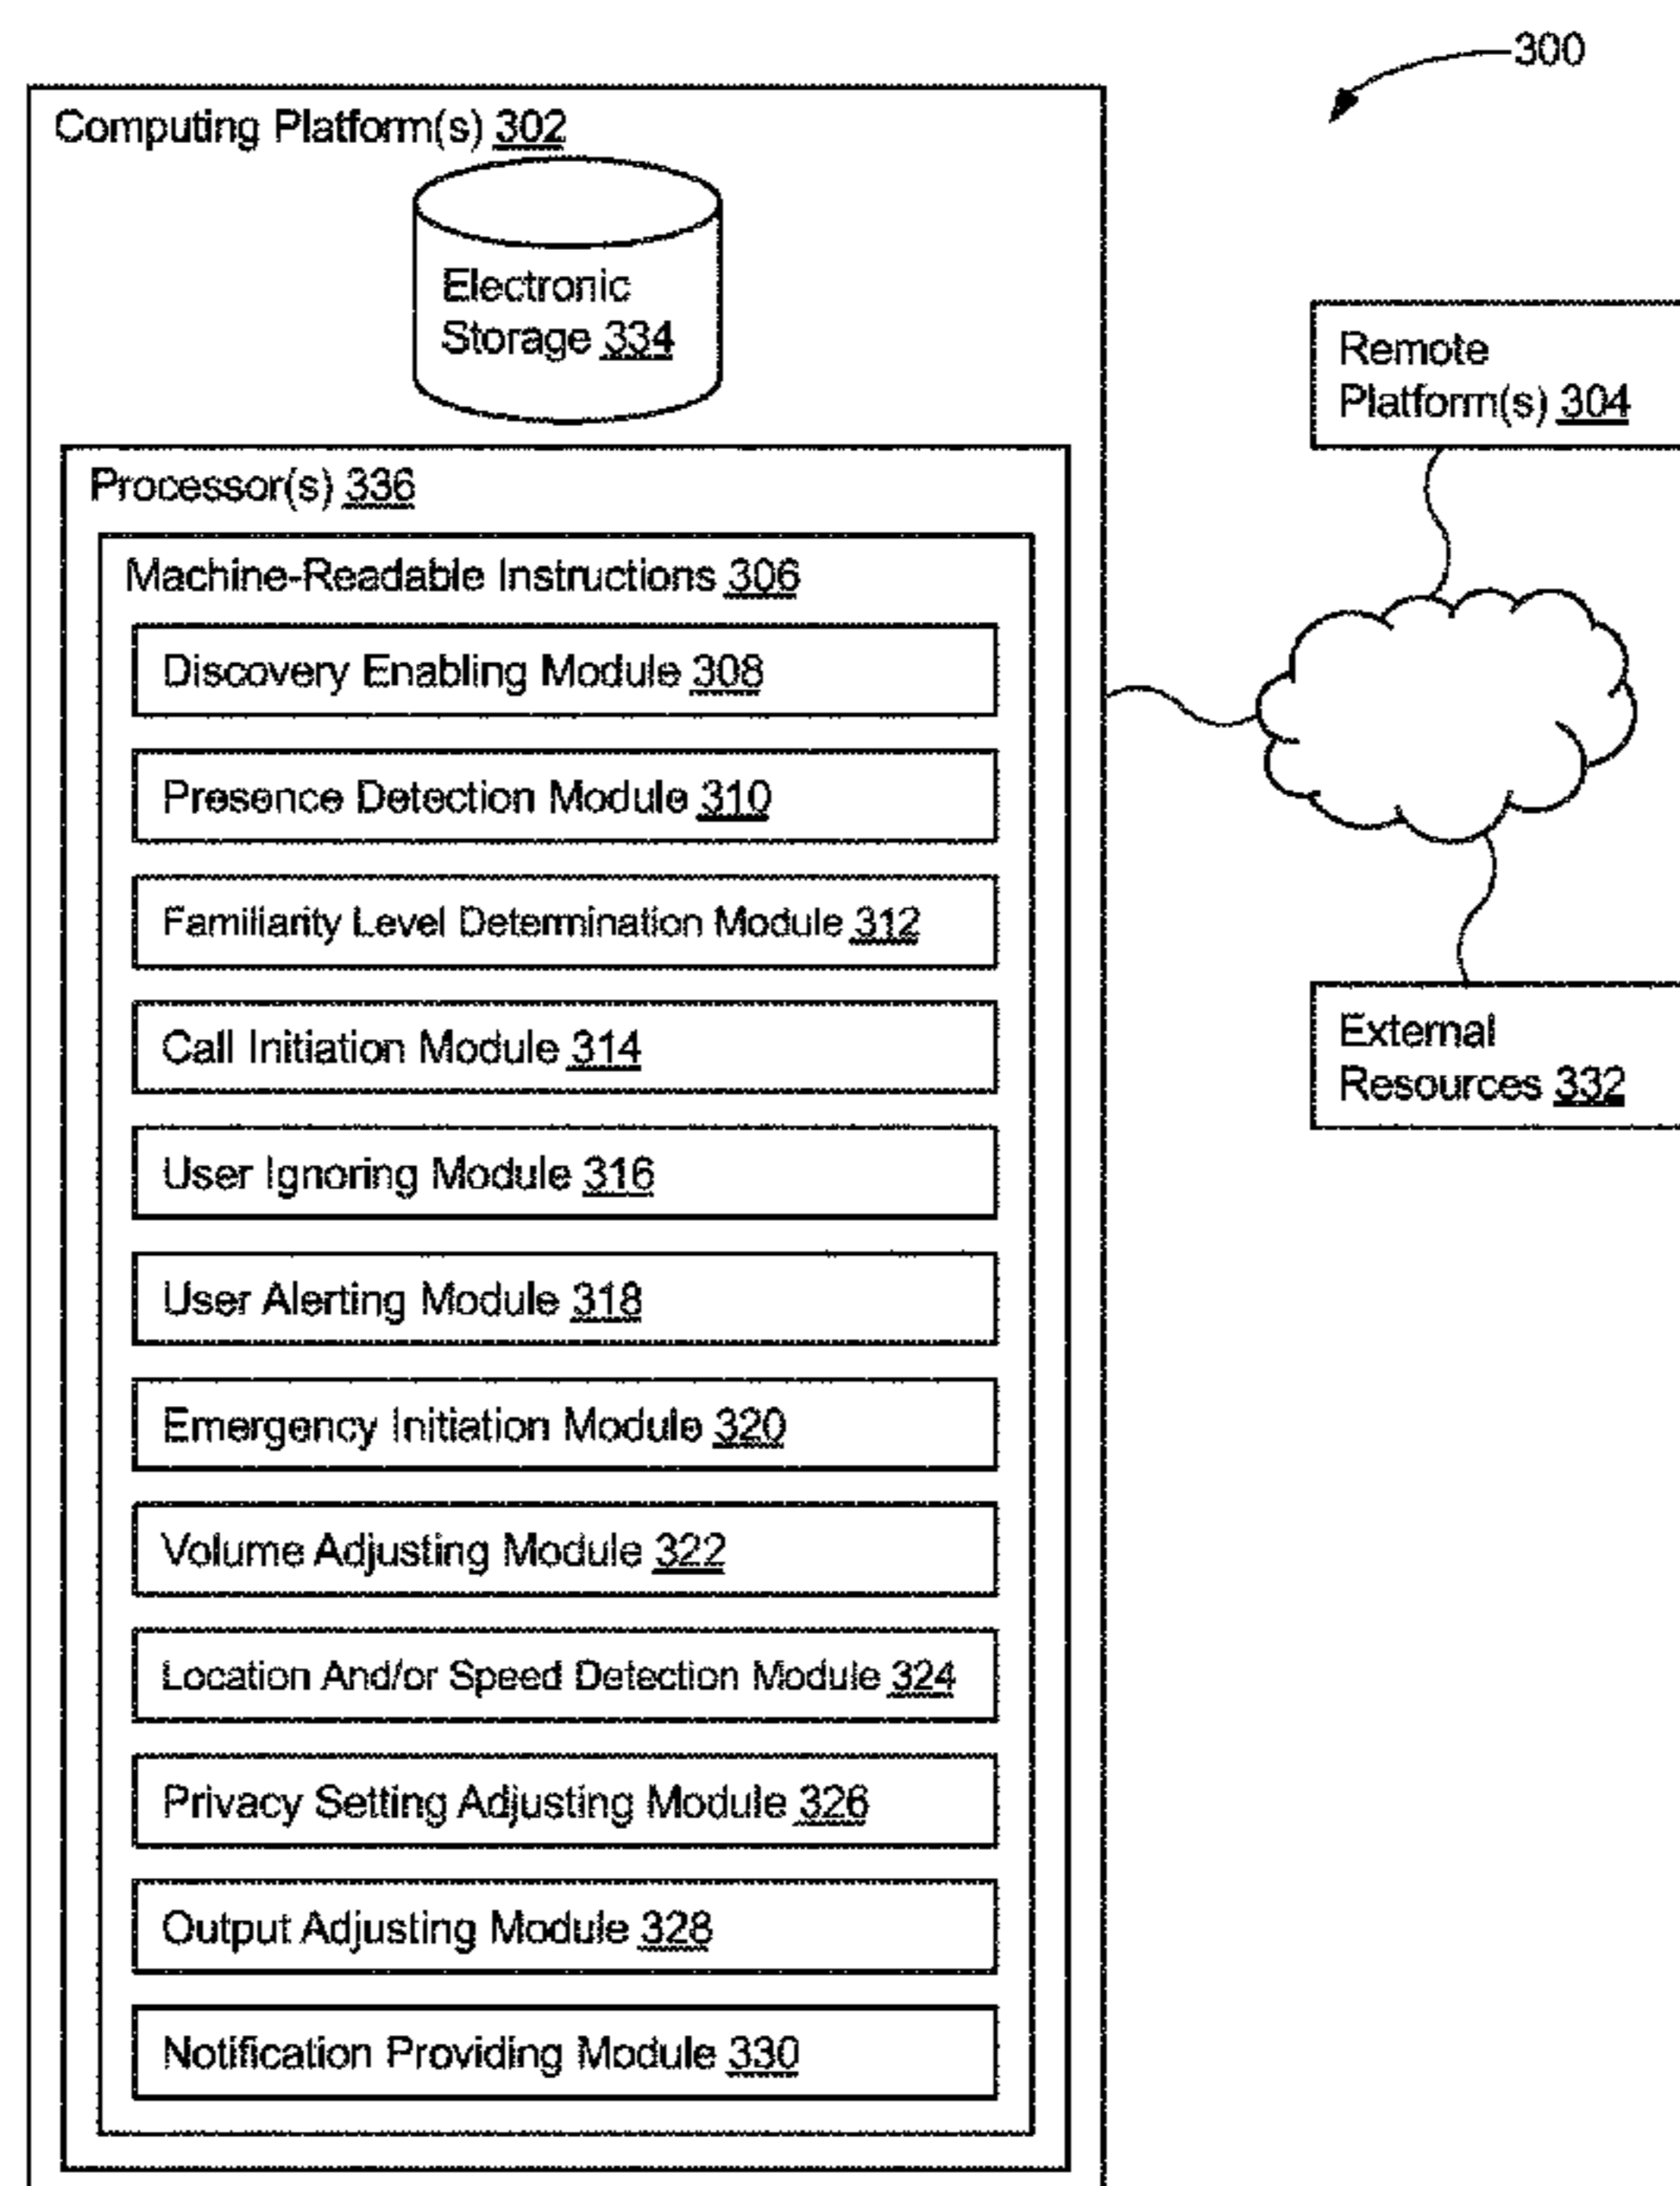 300
Computing Platform(s) 302
Electronic
Storage 334
Remote
Platform(s) 304
Processor(s) 336
Machine-Readable Instructions 306
Discovery Enabling Module 308
Presence Detection Module 310
Familiarity Level Determination Module 312
Call Initiation Module 314
External
Resources 332
User Ignoring Module 316
User Alerting Module 318
Emergency Initiation Module 320
Volume Adjusting Module 322
Location And/or Speed Detection Module 324
Privacy Setting Adjusting Module 326
Output Adjusting Module 328
Notification Providing Module 330